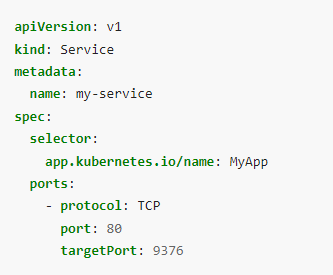 apiVersion: v1
kind: Service
metadata:
  name: my-service
spec:
  selector:
    app.kubernetes.io/name: MyApp
  ports:
    - protocol: TCP
      port: 80
      targetPort: 9376